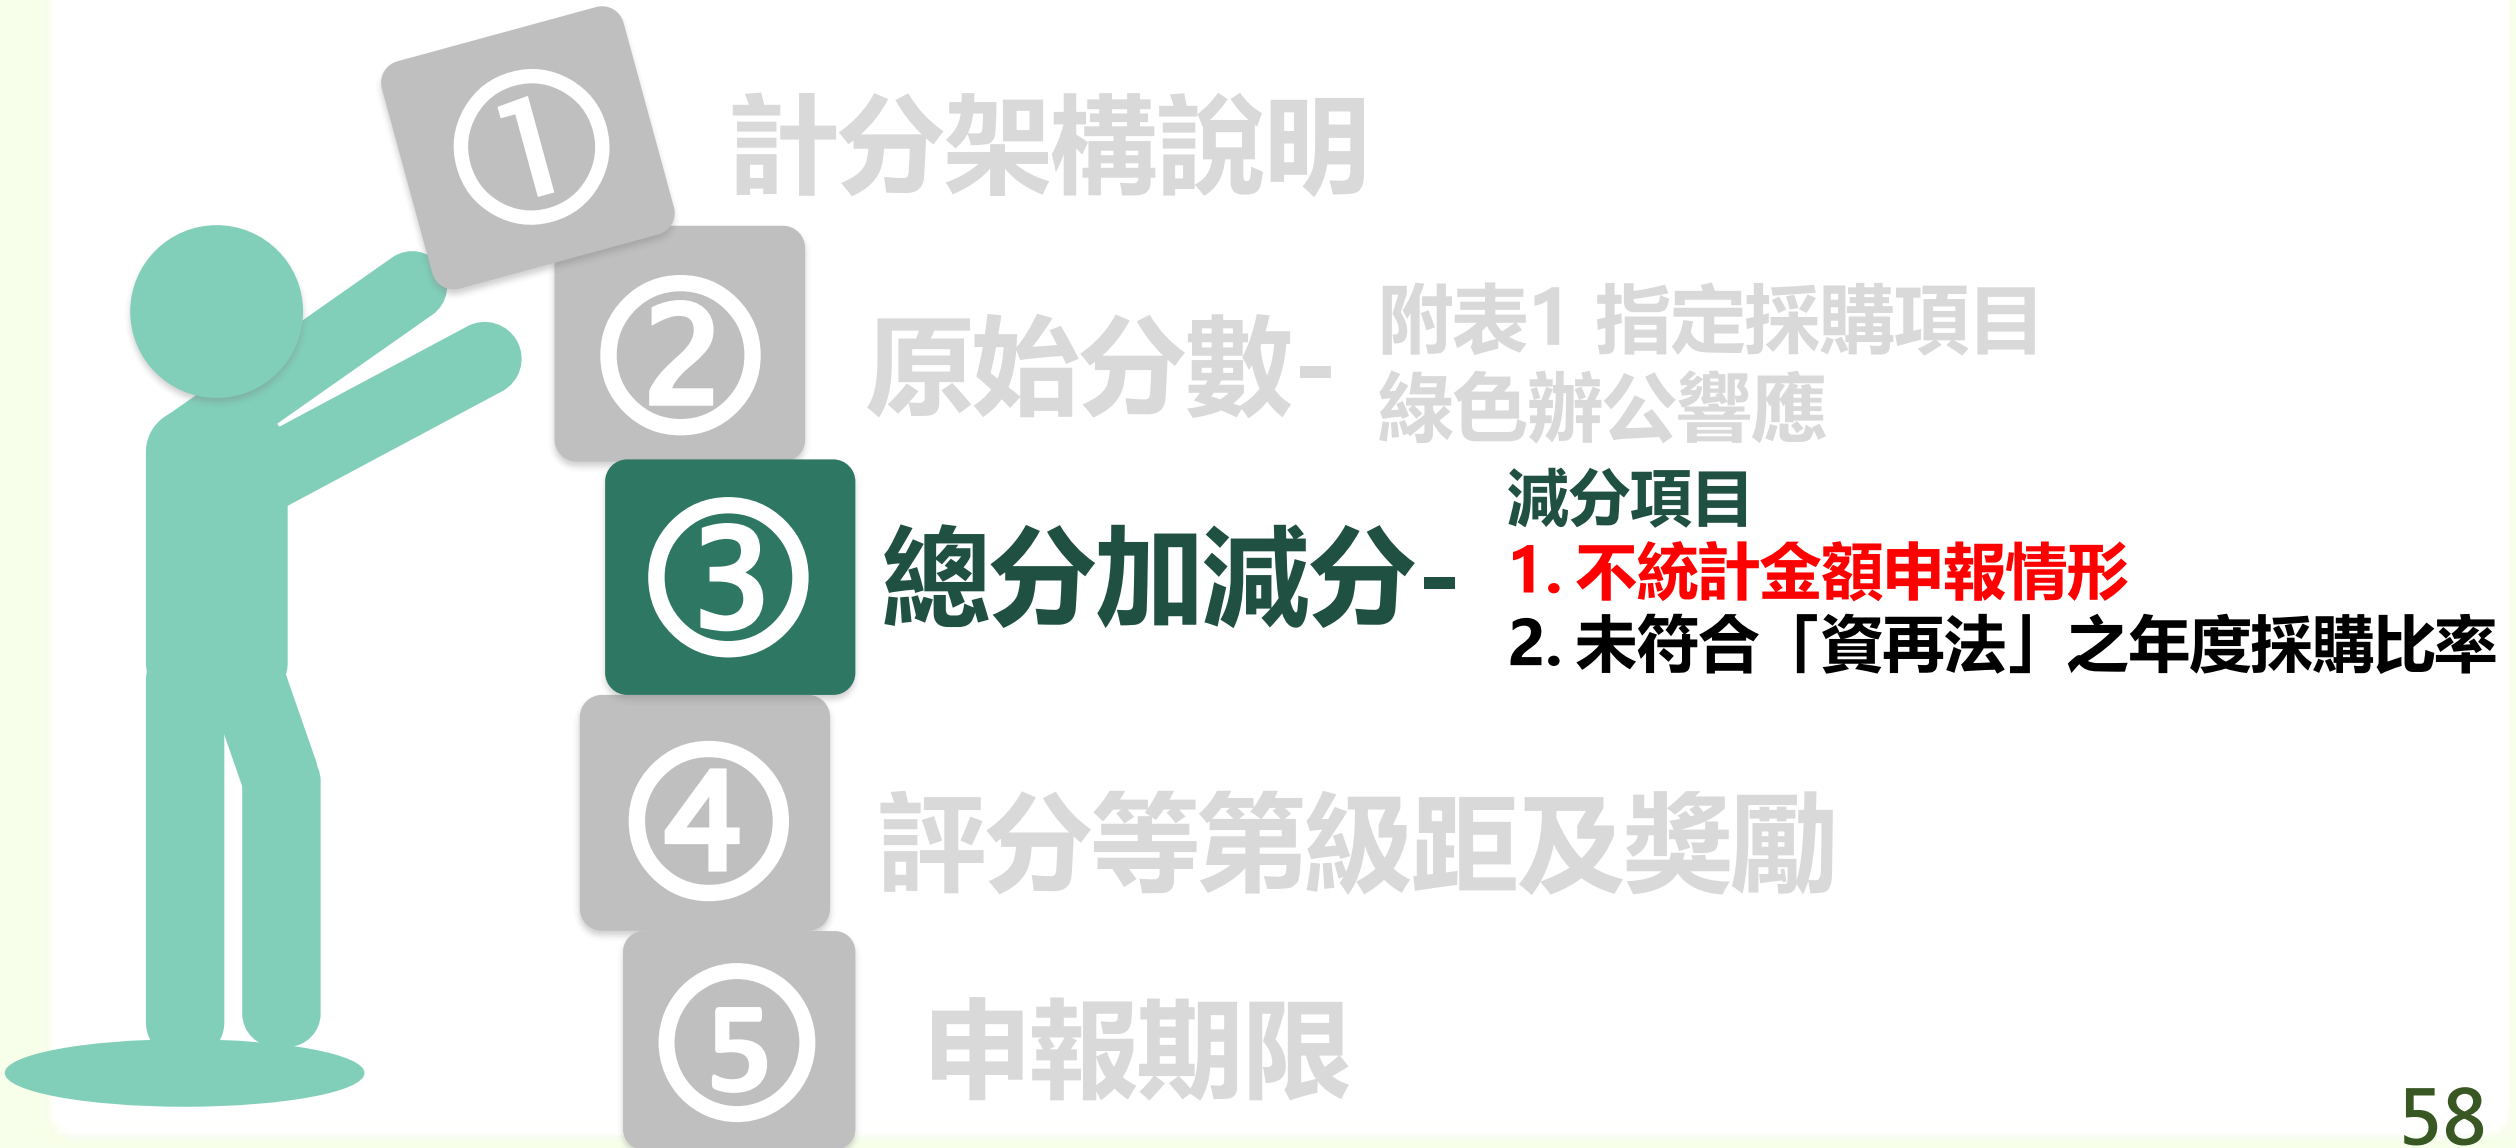 ① 計分架構說明
② 原始分數- 附表1 指定採購項目
綠色辦公響應
③ 總分加減分- 減分項目
1. 不統計金額申報情形
2. 未符合「資再法」之年度採購比率
④ 評分等第級距及獎勵
⑤ 申報期限
58